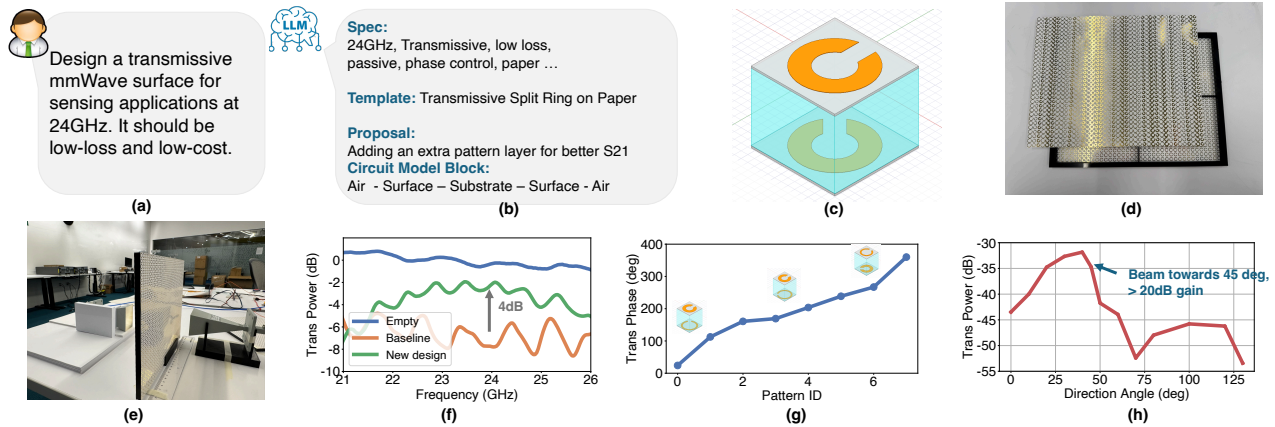 Design a transmissive
mmWave surface for
sensing applications at
24GHz. It should be
low-loss and low-cost.
(a)
LLM
Spec:
24GHz, Transmissive, low loss,
passive, phase control, paper ...
Template: Transmissive Split Ring on Paper
Proposal:
Adding an extra pattern layer for better S21
Circuit Model Block:
Air - Surface – Substrate – Surface - Air
(b)
(c)
(d)
(e)
Trans Power (dB)
0
-2
-4
-6
-8
-10
4dB
Empty
Baseline
New design
21 22 23 24 25 26
Frequency (GHz)
(f)
Trans Phase (deg)
400
300
200
100
0
0 2 4 6
Pattern ID
(g)
Trans Power (dB)
-30
-35
-40
-45
-50
-55
Beam towards 45 deg,
> 20dB gain
0 25 50 75 100 125
Direction Angle (deg)
(h)